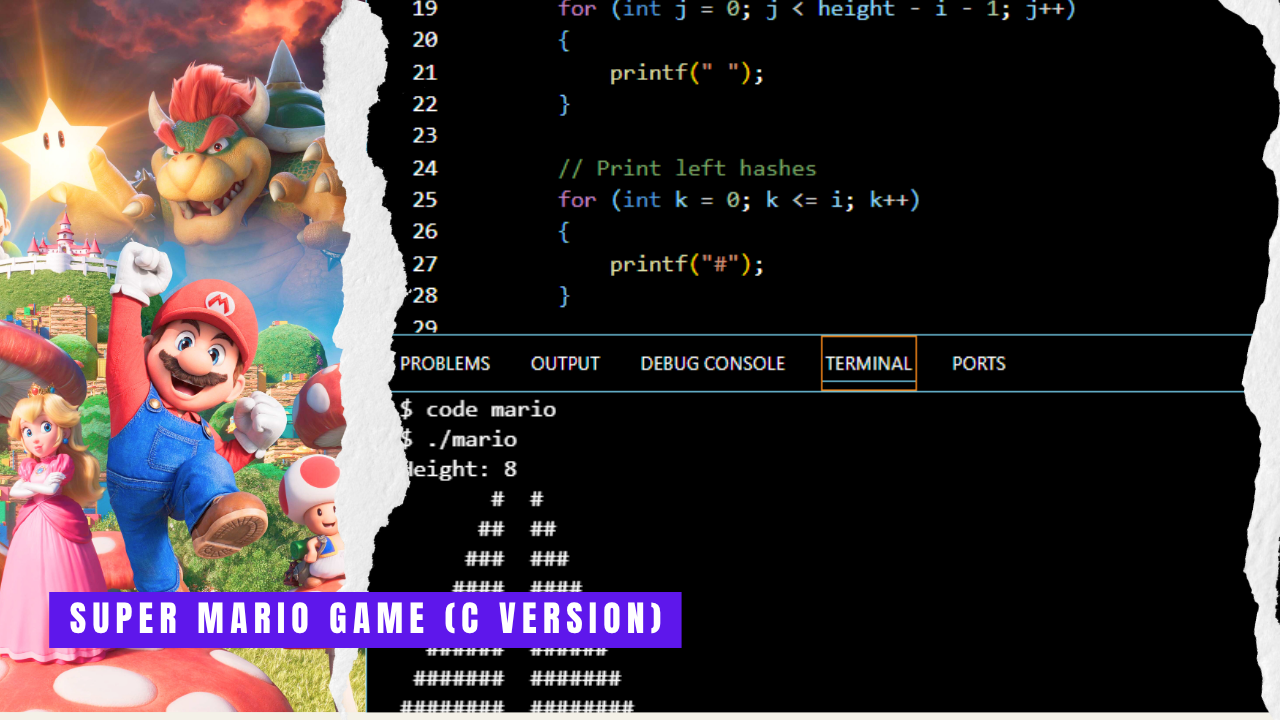 19 for (int j = 0; j < height - i - 1; j++)
20 {
21 printf(" ");
22 }
23
24 // Print left hashes
25 for (int k = 0; k <= i; k++)
26 {
27 printf("#");
28 }
29
PROBLEMS OUTPUT DEBUG CONSOLE TERMINAL PORTS
$ code mario
$ ./mario
Height: 8
# #
## ##
### ###
#### ####
SUPER MARIO GAME (C VERSION)
###### ######
####### #######
######## ########
M